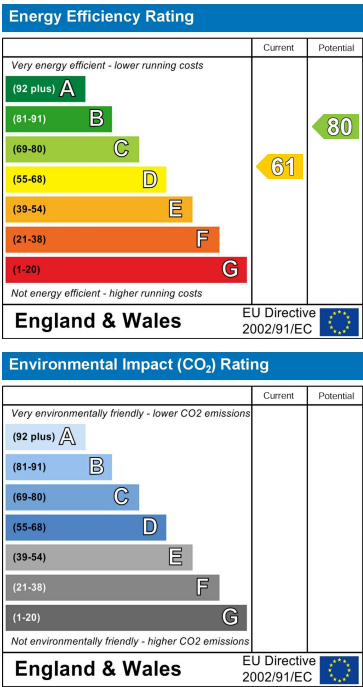 Energy Efficiency Rating
Current Potential
Very energy efficient - lower running costs
(92 plus) A
(81-91) B
(69-80) C
(55-68) D
(39-54) E
(21-38) F
(1-20) G
61
80
Not energy efficient - higher running costs
England & Wales
EU Directive
2002/91/EC
Environmental Impact (CO₂) Rating
Current Potential
Very environmentally friendly - lower CO2 emissions
(92 plus) A
(81-91) B
(69-80) C
(55-68) D
(39-54) E
(21-38) F
(1-20) G
Not environmentally friendly - higher CO2 emissions
England & Wales
EU Directive
2002/91/EC